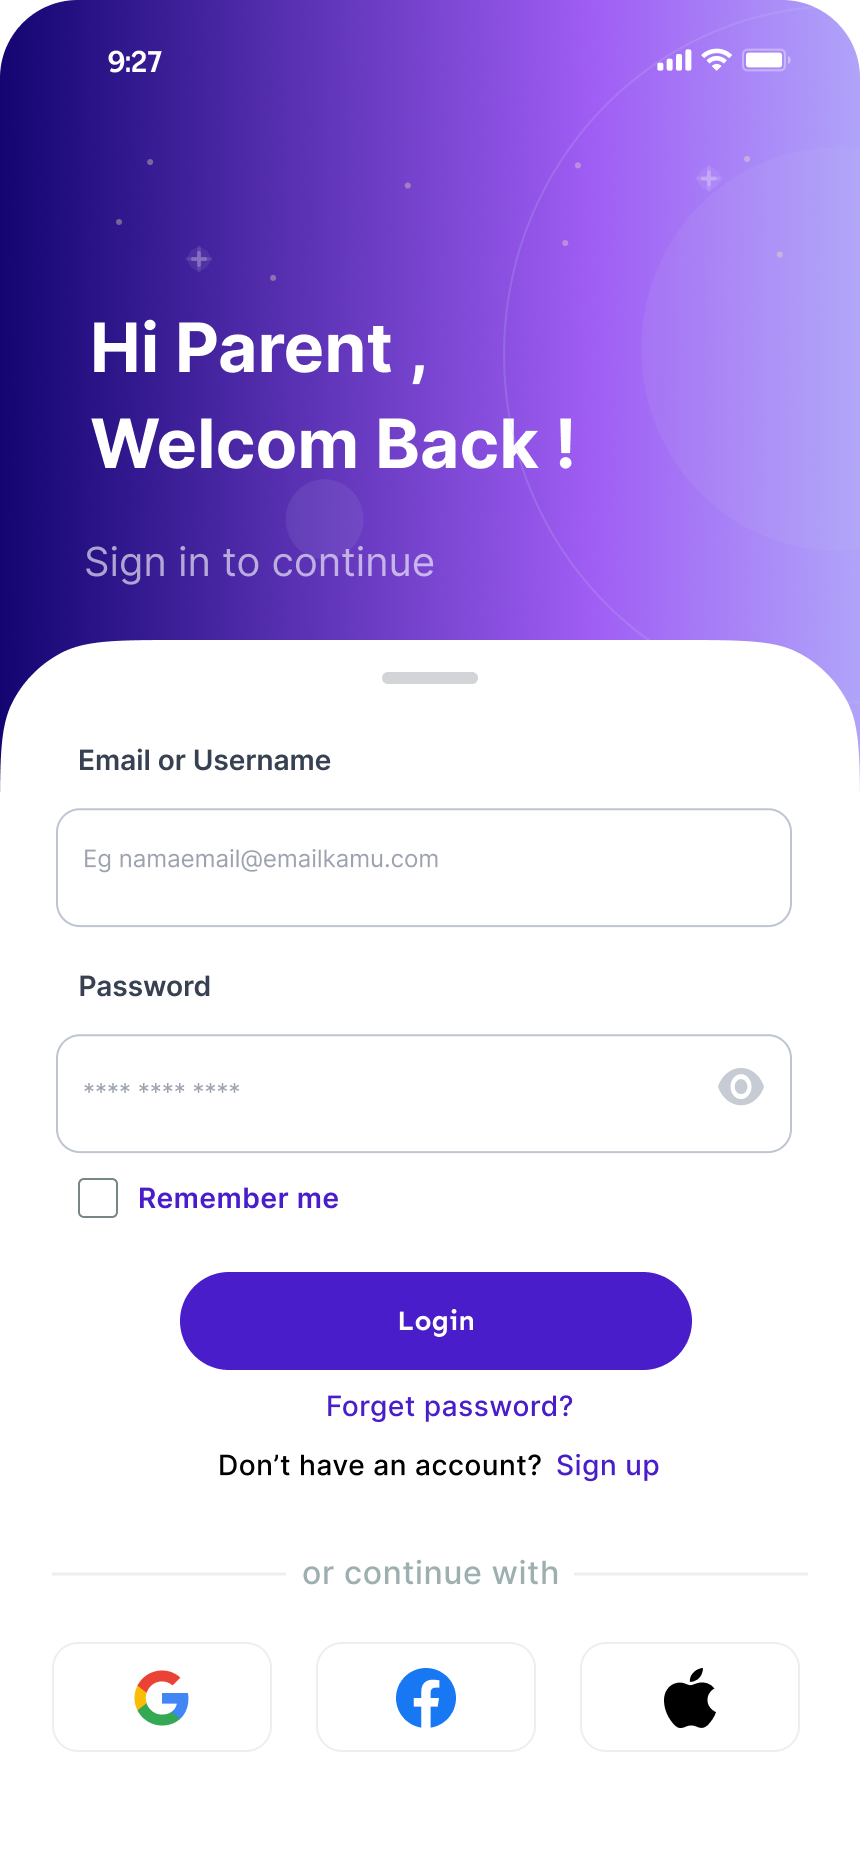 9:27
Hi Parent ,
Welcom Back !
Sign in to continue
Email or Username
Eg namaemail@emailkamu.com
Password
**** **** ****
Remember me
Login
Forget password?
Don’t have an account? Sign up
or continue with